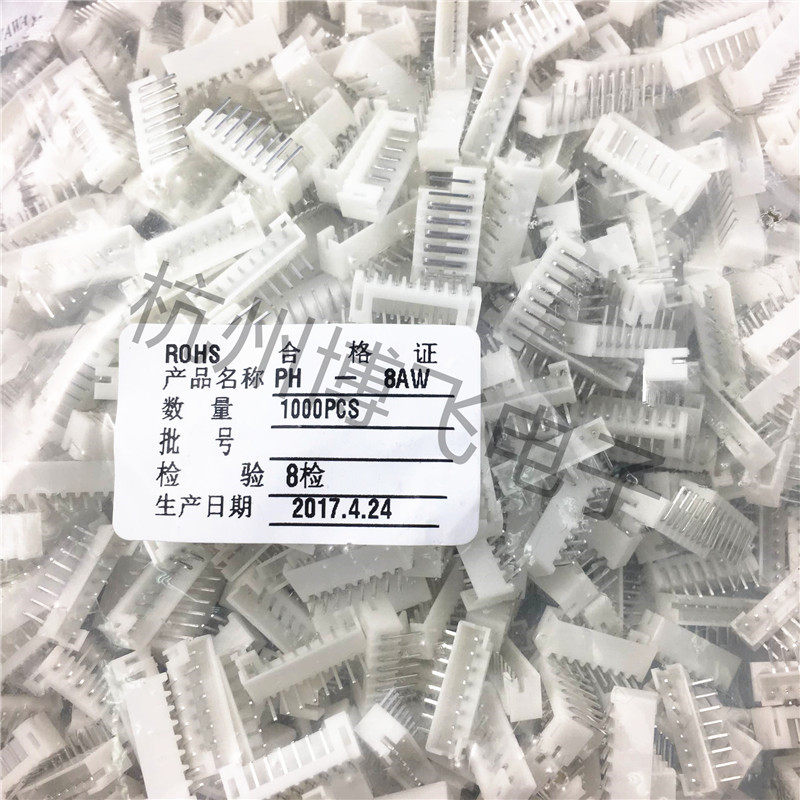 ROHS 合格证
产品名称 PH — 8AW
数量 1000PCS
批号
检验 8检
生产日期 2017.4.24
杭州博飞电子